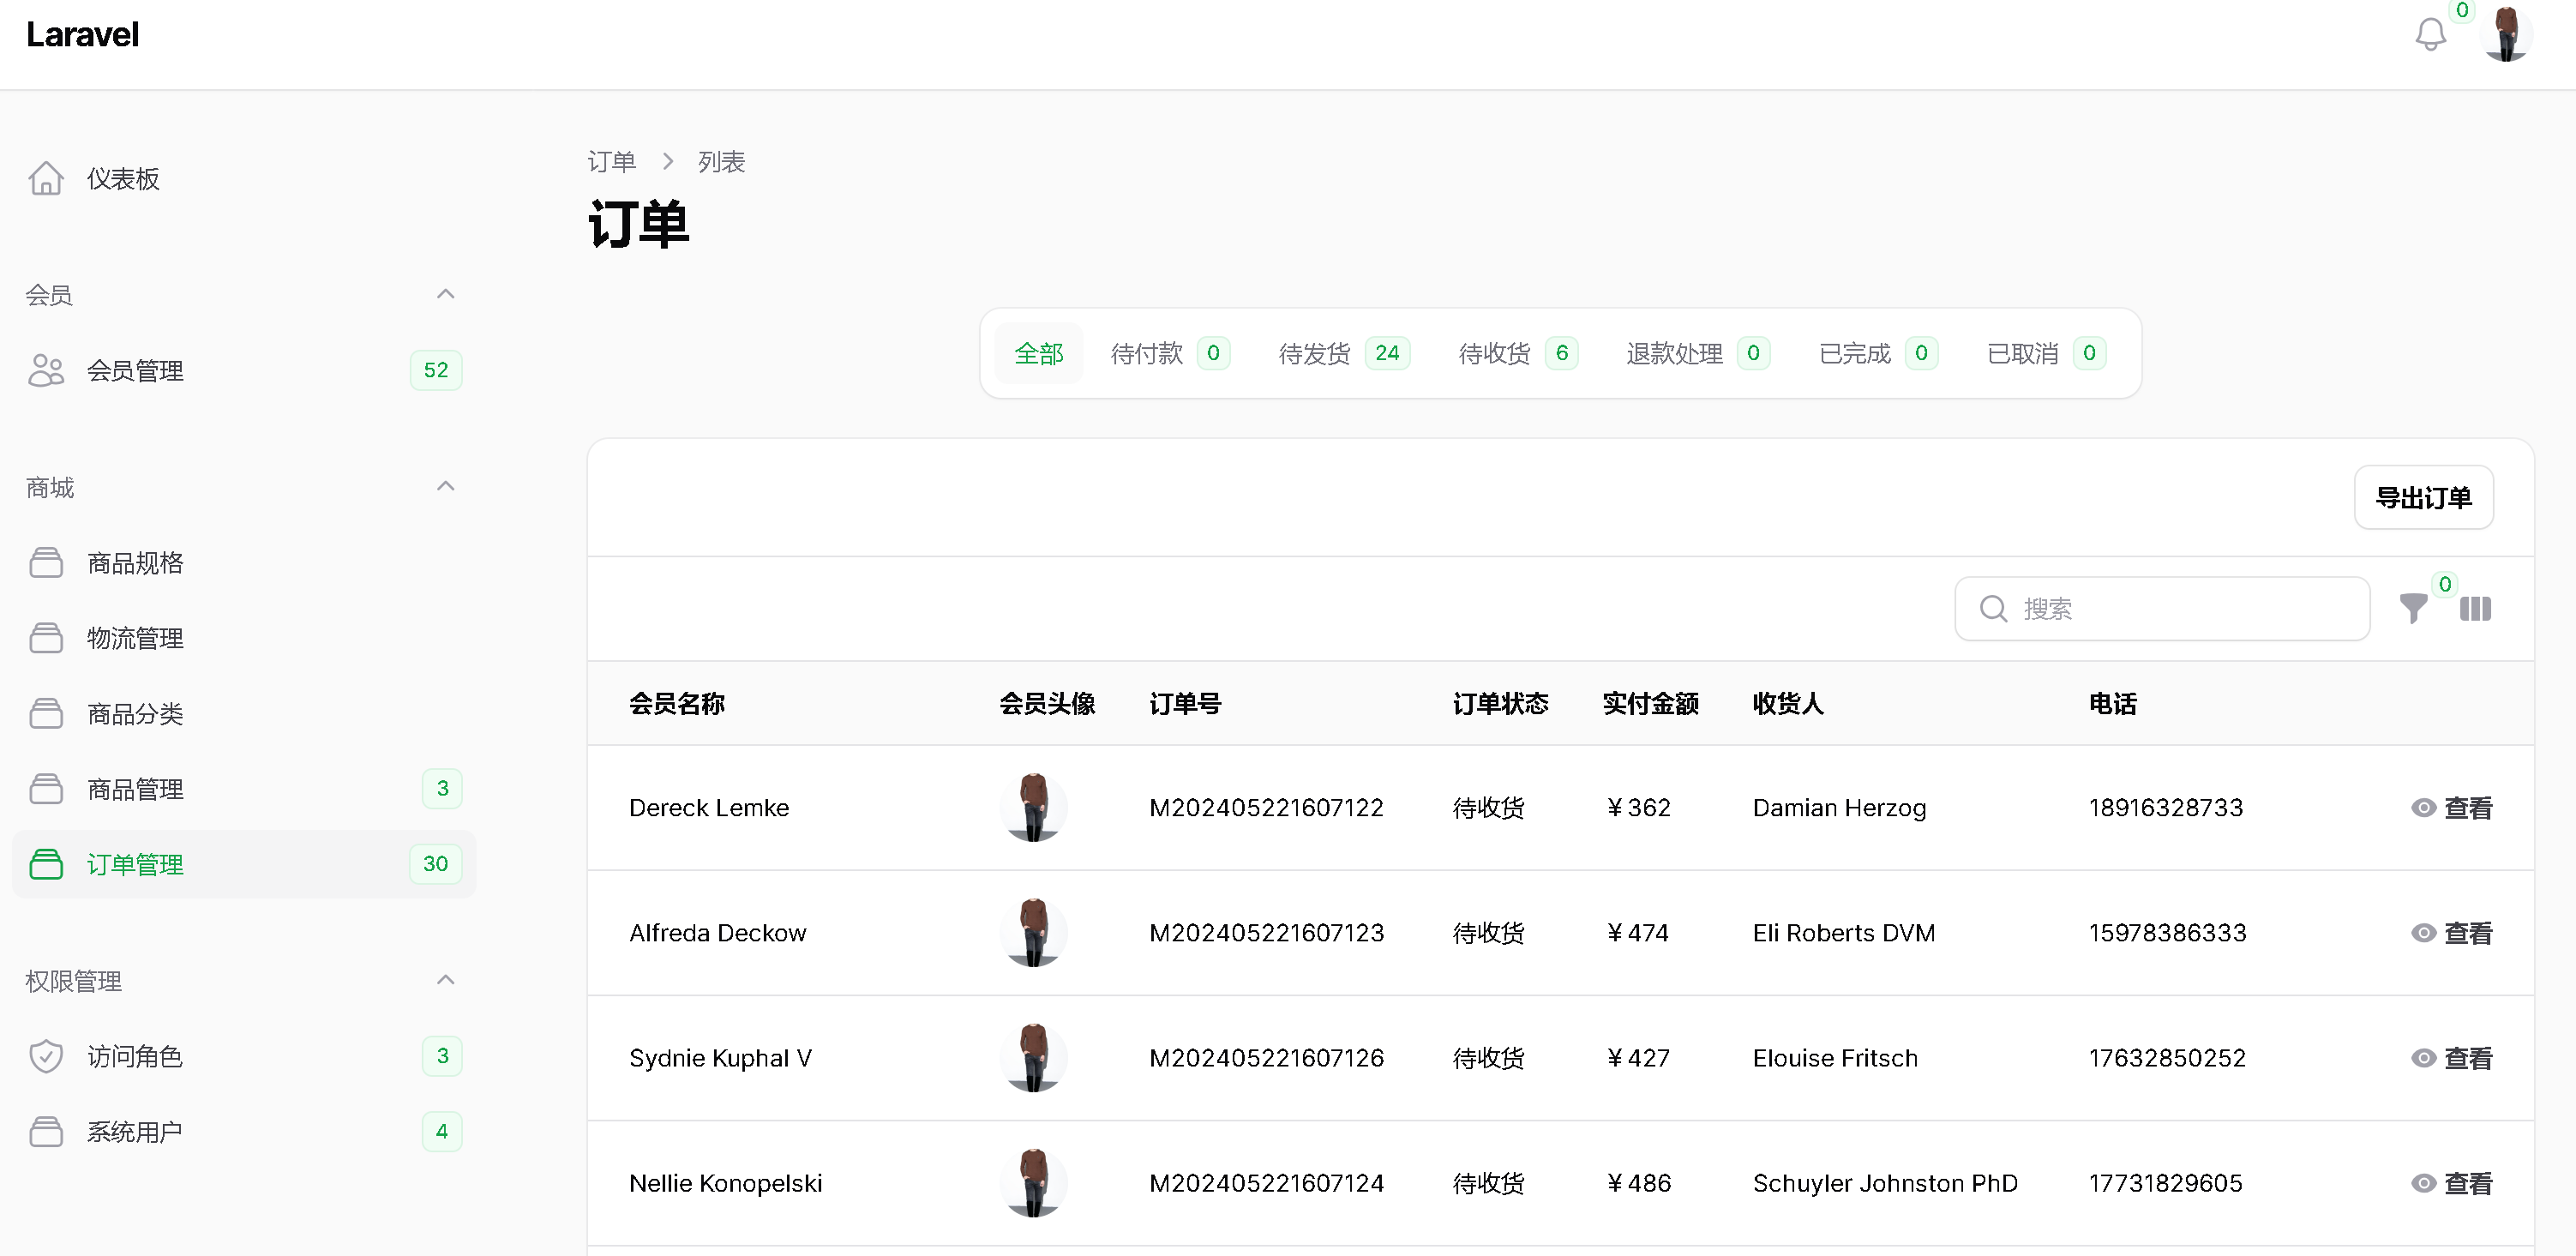 Laravel
0
仪表板
会员
会员管理 52
商城
商品规格
物流管理
商品分类
商品管理 3
订单管理 30
权限管理
访问角色 3
系统用户 4
订单 > 列表
订单
全部 待付款 0 待发货 24 待收货 6 退款处理 0 已完成 0 已取消 0
导出订单
搜索 0
会员名称 会员头像 订单号 订单状态 实付金额 收货人 电话
Dereck Lemke M202405221607122 待收货 ¥362 Damian Herzog 18916328733 查看
Alfreda Deckow M202405221607123 待收货 ¥474 Eli Roberts DVM 15978386333 查看
Sydnie Kuphal V M202405221607126 待收货 ¥427 Elouise Fritsch 17632850252 查看
Nellie Konopelski M202405221607124 待收货 ¥486 Schuyler Johnston PhD 17731829605 查看